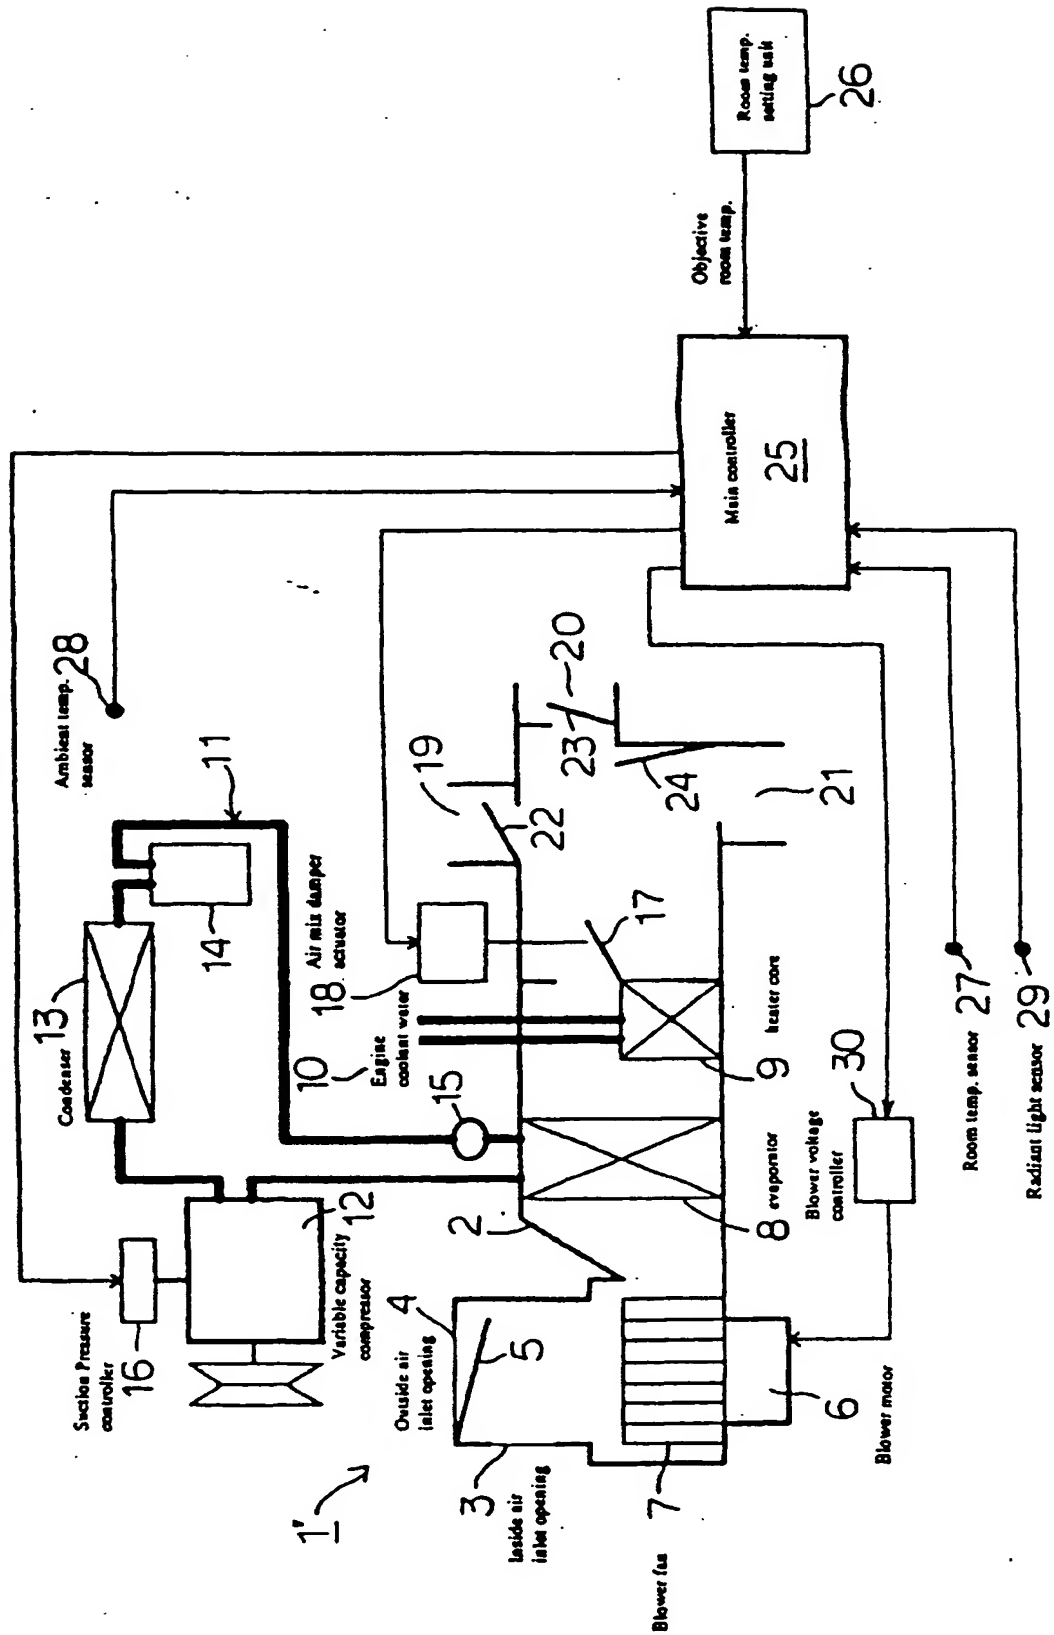 1'
Inside air
inlet opening
3
Outside air
inlet opening
4
5
Blower fan
7
Blower motor
6
Suction Pressure
controller
16
Variable capacity
compressor
12
2
Condenser
13
14
11
15
Engine
coolant water
10
Air mix damper
actuator
18
evaporator
8
heater core
9
17
19
22
20
23
24
21
Ambient temp.
sensor
28
Blower voltage
controller
30
Room temp. sensor
27
Radiant light sensor
29
Main controller
25
Objective
room temp.
Room temp.
setting unit
26